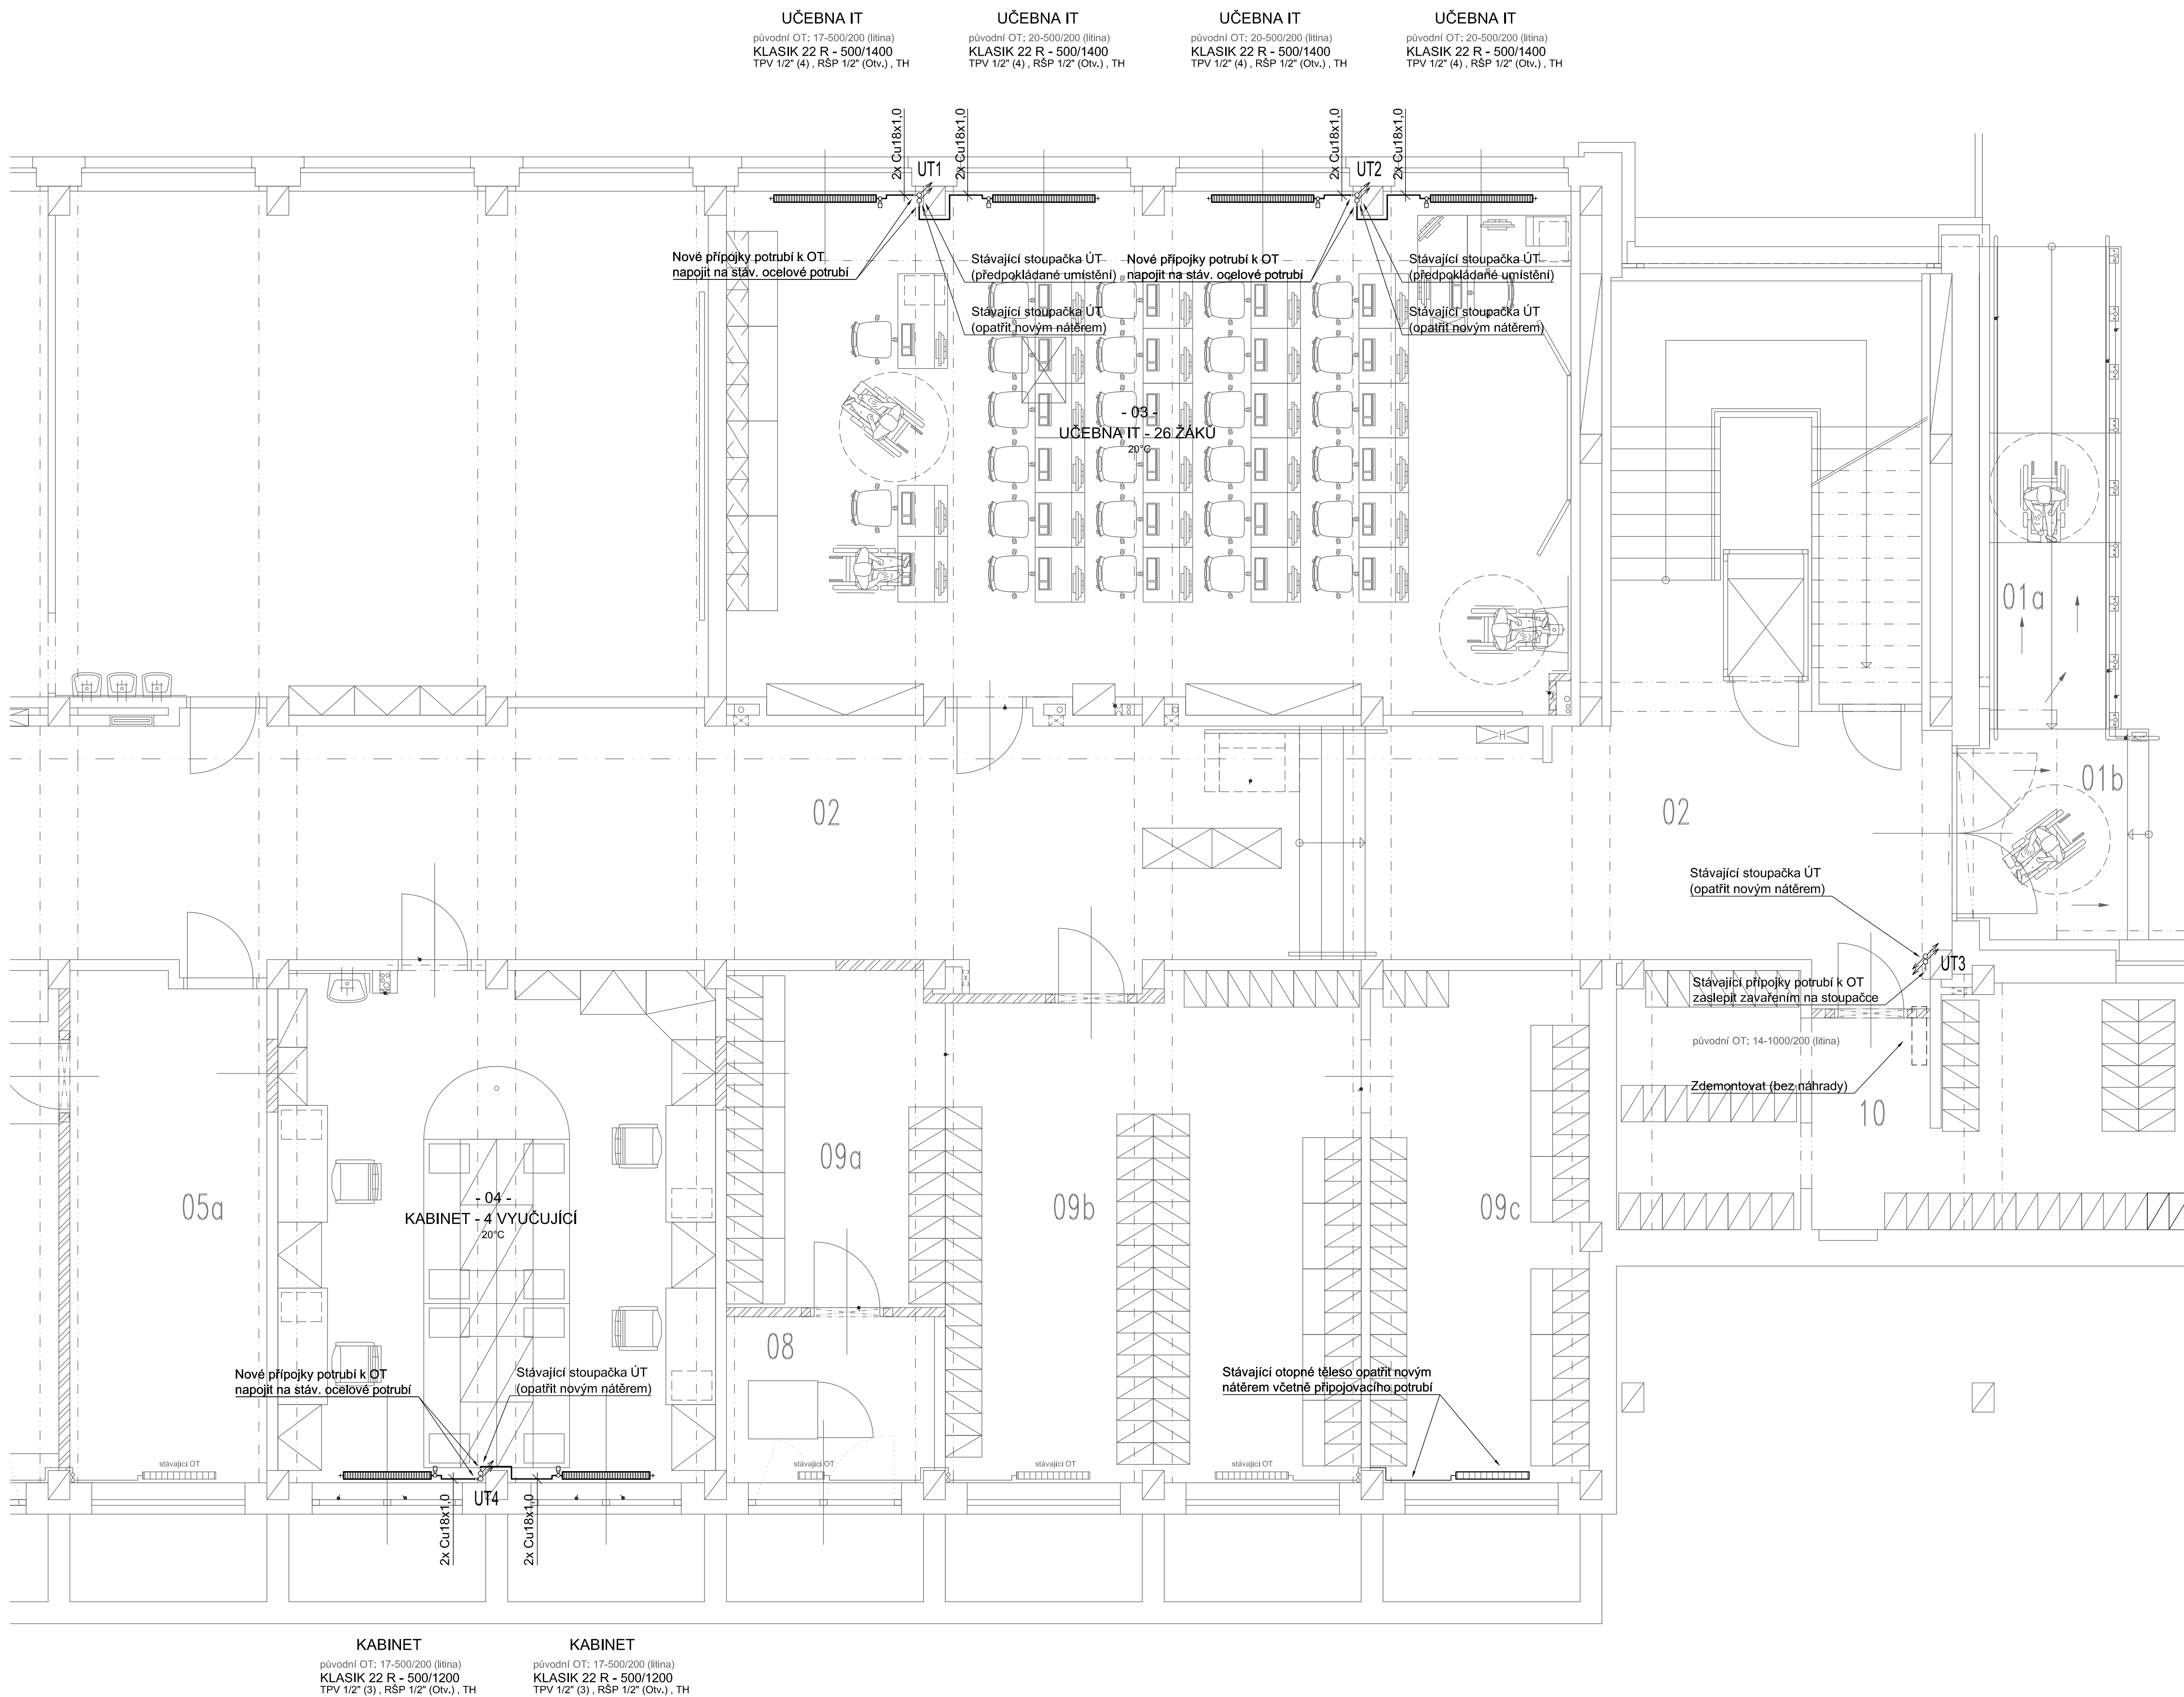 UČEBNA IT
původní OT: 17-500/200 (litina)
KLASIK 22 R - 500/1400
TPV 1/2" (4) , RŠP 1/2" (Otv.) , TH
UČEBNA IT
původní OT: 20-500/200 (litina)
KLASIK 22 R - 500/1400
TPV 1/2" (4) , RŠP 1/2" (Otv.) , TH
UČEBNA IT
původní OT: 20-500/200 (litina)
KLASIK 22 R - 500/1400
TPV 1/2" (4) , RŠP 1/2" (Otv.) , TH
UČEBNA IT
původní OT: 20-500/200 (litina)
KLASIK 22 R - 500/1400
TPV 1/2" (4) , RŠP 1/2" (Otv.) , TH
2x Cu18x1,0
UT1
2x Cu18x1,0
2x Cu18x1,0
UT2
2x Cu18x1,0
Nové přípojky potrubí k OT
napojit na stáv. ocelové potrubí
Stávající stoupačka ÚT
(předpokládané umístění)
Stávající stoupačka ÚT
(opatřit novým nátěrem)
Nové přípojky potrubí k OT
napojit na stáv. ocelové potrubí
Stávající stoupačka ÚT
(předpokládané umístění)
Stávající stoupačka ÚT
(opatřit novým nátěrem)
- 03 -
UČEBNA IT - 26 ŽÁKŮ
20°C
01a
01b
02
H
02
Stávající stoupačka ÚT
(opatřit novým nátěrem)
UT3
Stávající přípojky potrubí k OT
zaslepit zavařením na stoupačce
původní OT: 14-1000/200 (litina)
Zdemontovat (bez náhrady)
10
05a
- 04 -
KABINET - 4 VYUČUJÍCÍ
20°C
09a
09b
09c
08
Nové přípojky potrubí k OT
napojit na stáv. ocelové potrubí
Stávající stoupačka ÚT
(opatřit novým nátěrem)
Stávající otopné těleso opatřit novým
nátěrem včetně připojovacího potrubí
stávající OT
stávající OT
stávající OT
stávající OT
UT4
2x Cu18x1,0
2x Cu18x1,0
KABINET
původní OT: 17-500/200 (litina)
KLASIK 22 R - 500/1200
TPV 1/2" (3) , RŠP 1/2" (Otv.) , TH
KABINET
původní OT: 17-500/200 (litina)
KLASIK 22 R - 500/1200
TPV 1/2" (3) , RŠP 1/2" (Otv.) , TH